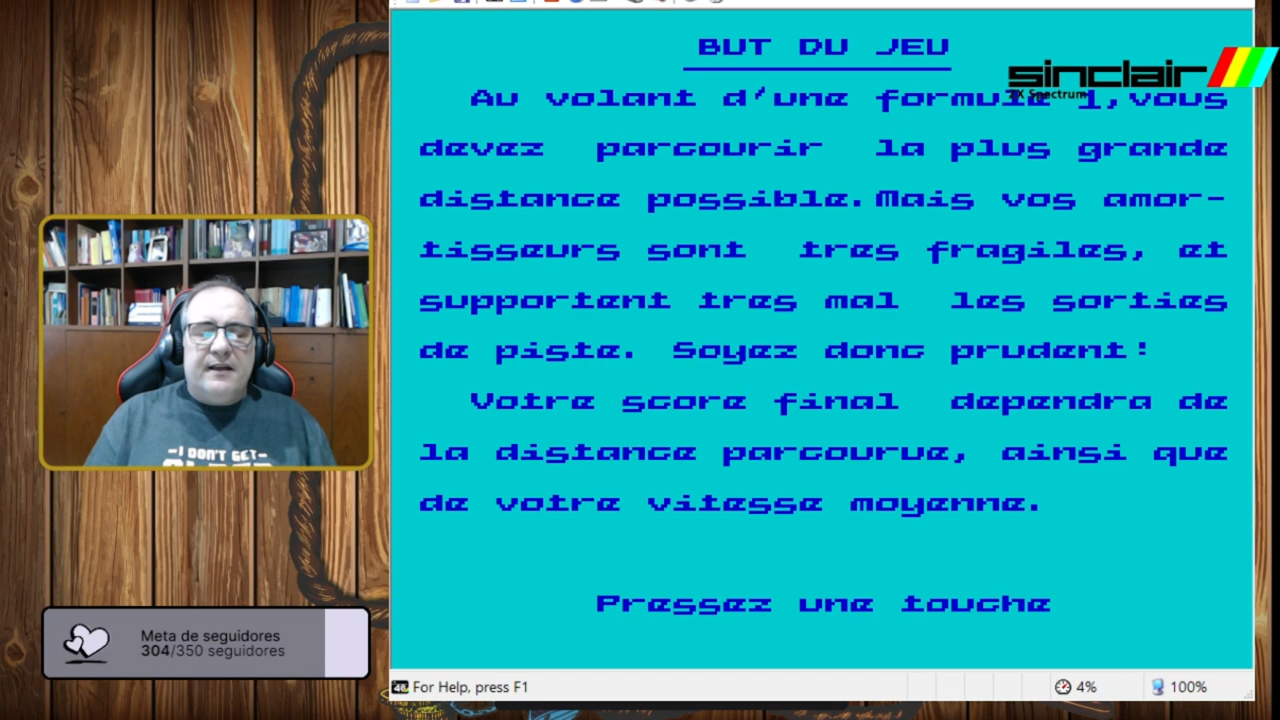 BUT DU JEU
sinclair
ZX Spectrum
Au volant d'une formule 1,vous
devez parcourir la plus grande
distance possible.Mais vos amor-
tisseurs sont tres fragiles, et
supportent tres mal les sorties
de piste. Soyez donc prudent!
Votre score final dependra de
la distance parcourue, ainsi que
de votre vitesse moyenne.
Pressez une touche
-I DON'T GET-
Meta de seguidores
304/350 seguidores
For Help, press F1
4%
100%